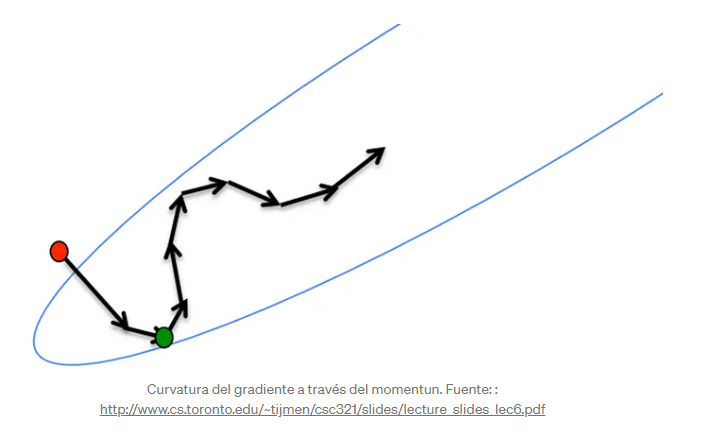 Curvatura del gradiente a través del momentun. Fuente: :
http://www.cs.toronto.edu/~tijmen/csc321/slides/lecture_slides_lec6.pdf